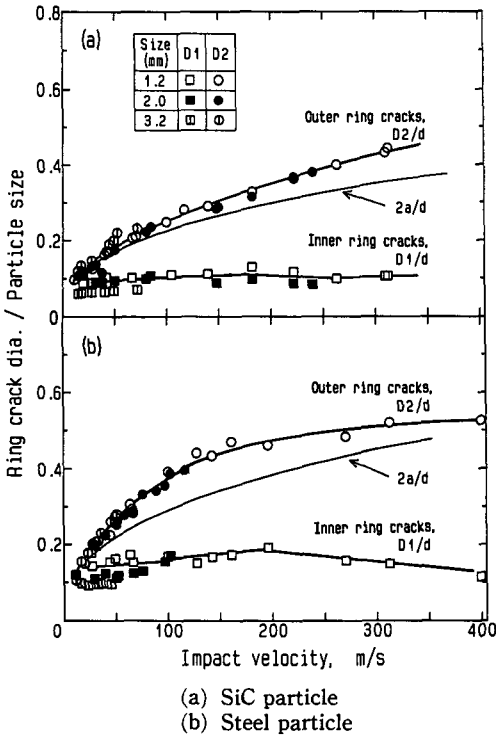 0.8
(a)
Size
(mm) D1 D2
1.2
2.0
3.2
0.6
Outer ring cracks,
D2/d
0.4
2a/d
0.2
Inner ring cracks,
D1/d
0
Ring crack dia. / Particle size
(b)
0.6
Outer ring cracks,
D2/d
0.4
2a/d
Inner ring cracks,
D1/d
0.2
0
0 100 200 300 400
Impact velocity, m/s
(a) SiC particle
(b) Steel particle